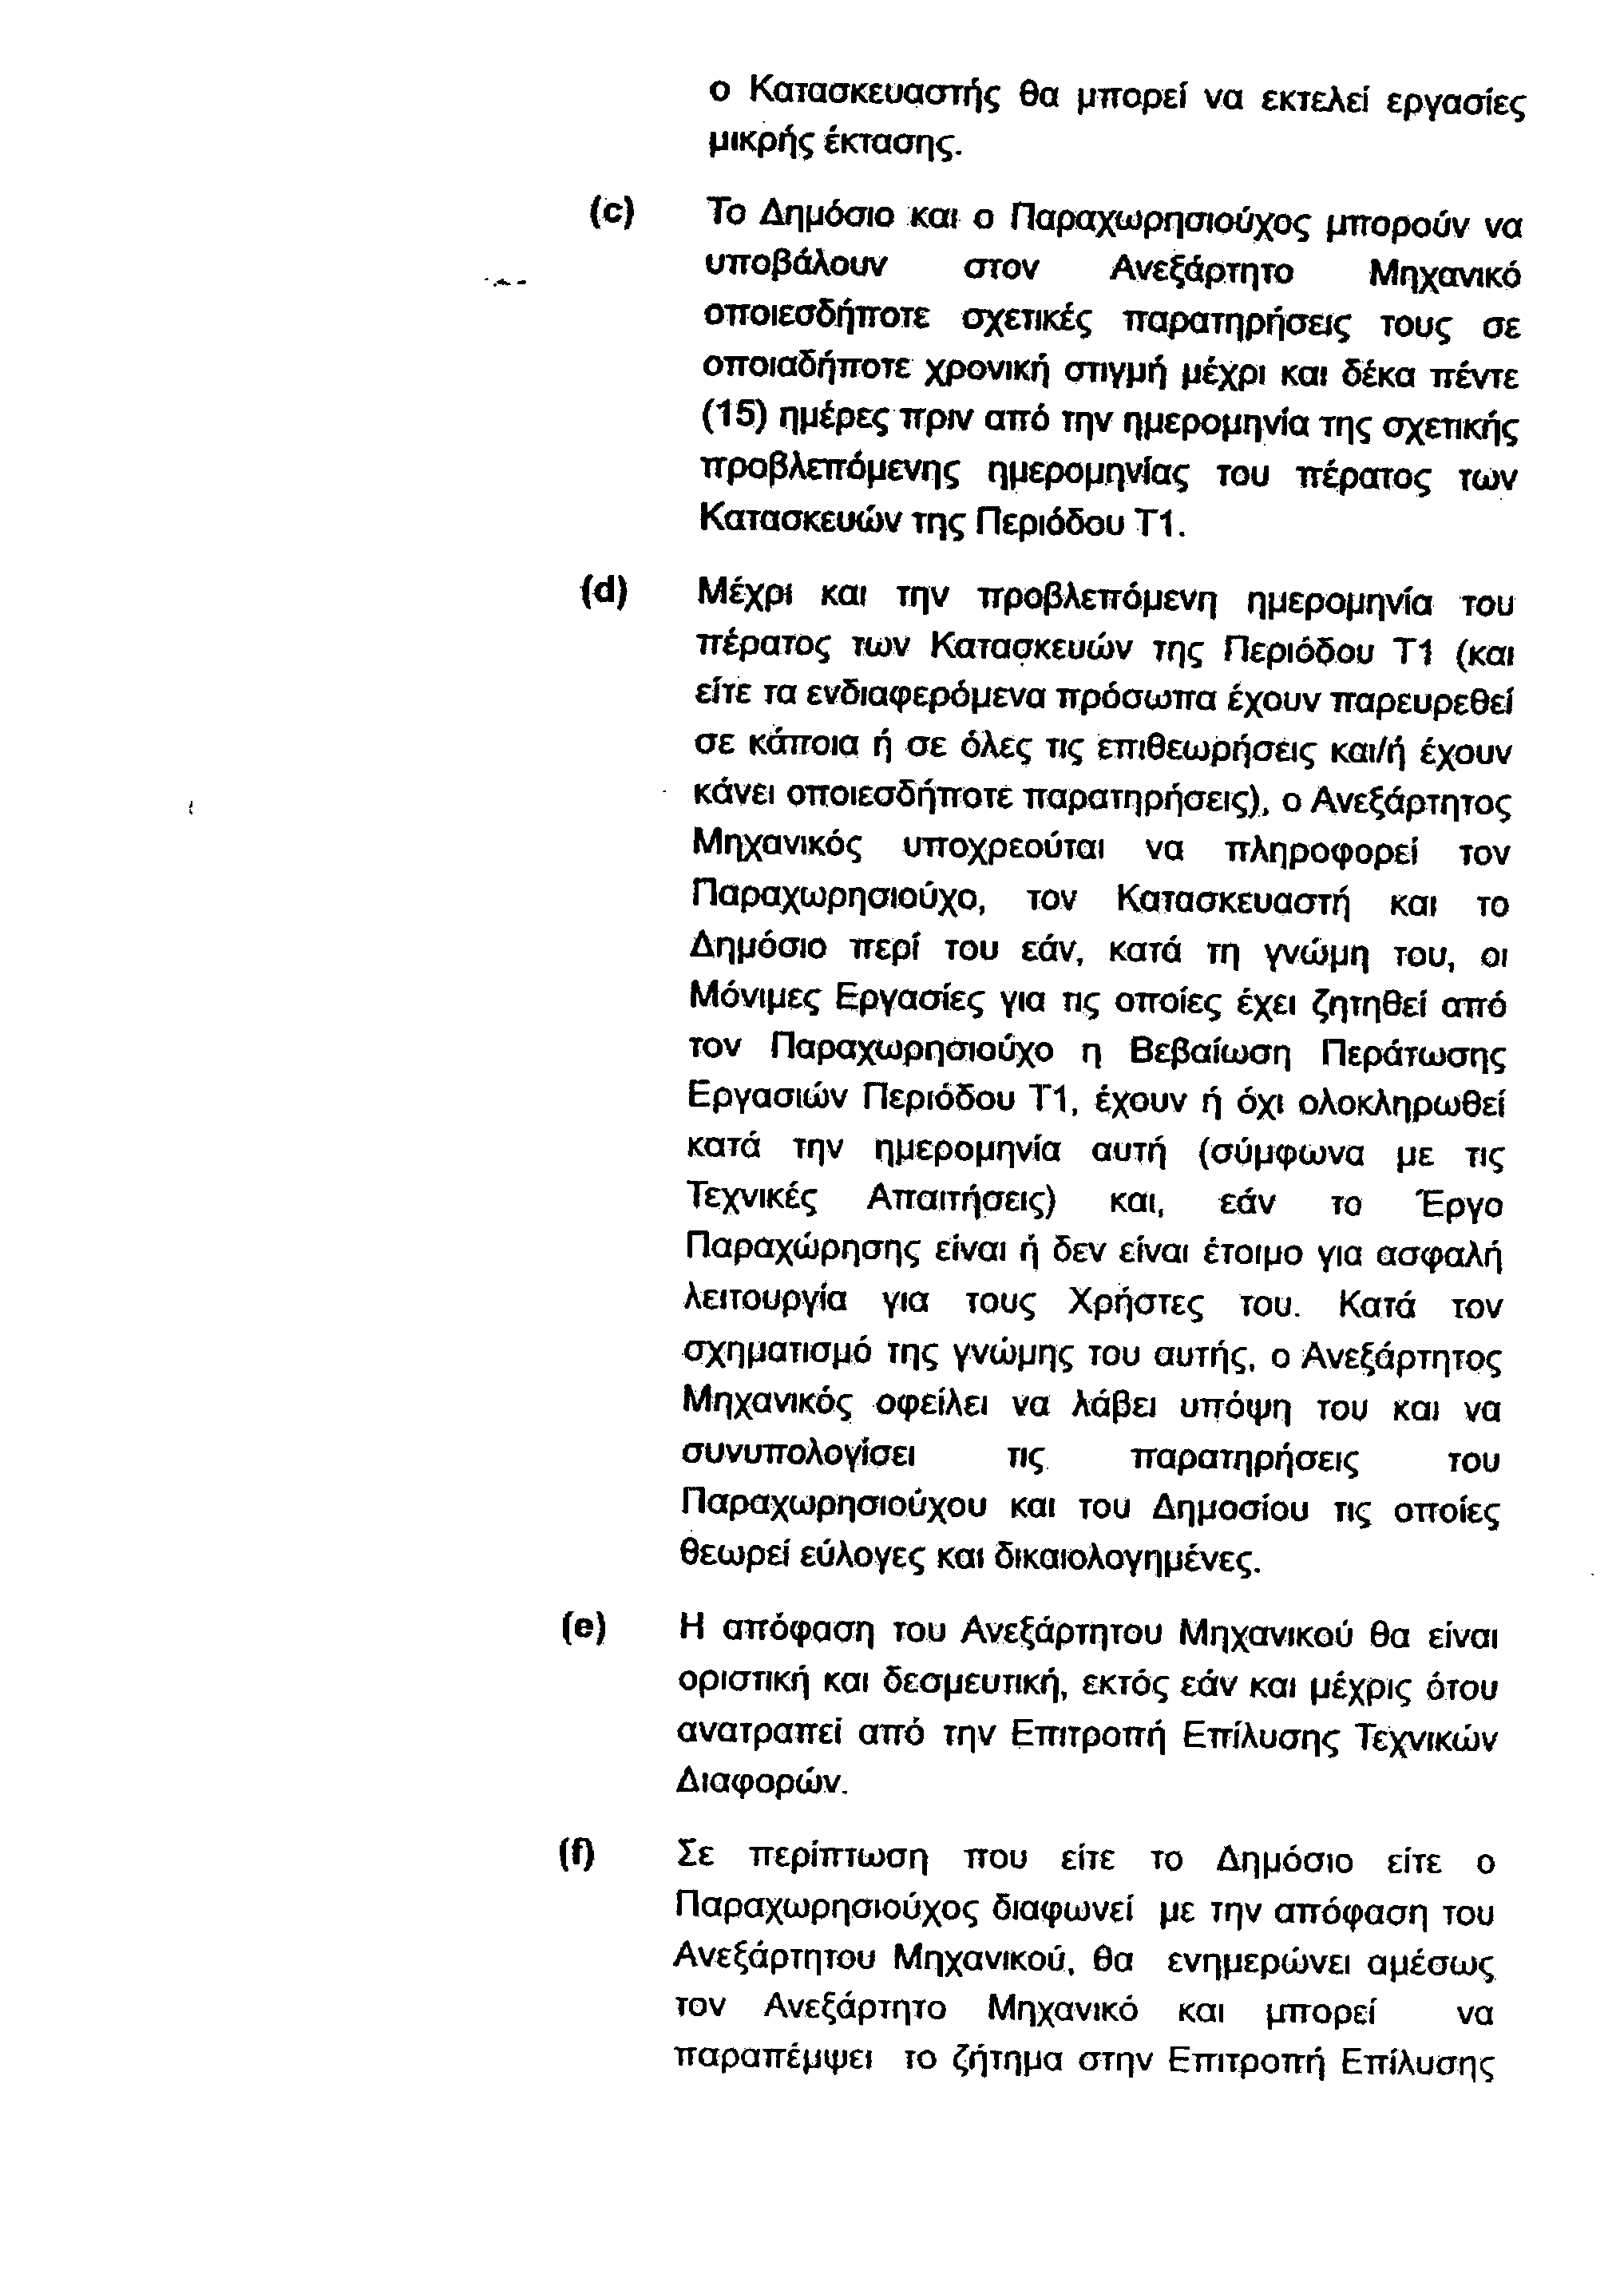 ο Κατασκευαστής θα μπορεί να εκτελεί εργασίες
μικρής έκτασης.
(c) Το Δημόσιο και ο Παραχωρησιούχος μπορούν να
υποβάλουν στον Ανεξάρτητο Μηχανικό
οποιεσδήποτε σχετικές παρατηρήσεις τους σε
οποιαδήποτε χρονική στιγμή μέχρι και δέκα πέντε
(15) ημέρες πριν από την ημερομηνία της σχετικής
προβλεπόμενης ημερομηνίας του πέρατος των
Κατασκευών της Περιόδου Τ1.
(d) Μέχρι και την προβλεπόμενη ημερομηνία του
πέρατος των Κατασκευών της Περιόδου Τ1 (και
είτε τα ενδιαφερόμενα πρόσωπα έχουν παρευρεθεί
σε κάποια ή σε όλες τις επιθεωρήσεις και/ή έχουν
κάνει οποιεσδήποτε παρατηρήσεις), ο Ανεξάρτητος
Μηχανικός υποχρεούται να πληροφορεί τον
Παραχωρησιούχο, τον Κατασκευαστή και το
Δημόσιο περί του εάν, κατά τη γνώμη του, οι
Μόνιμες Εργασίες για τις οποίες έχει ζητηθεί από
τον Παραχωρησιούχο η Βεβαίωση Περάτωσης
Εργασιών Περιόδου Τ1, έχουν ή όχι ολοκληρωθεί
κατά την ημερομηνία αυτή (σύμφωνα με τις
Τεχνικές Απαιτήσεις) και, εάν το Έργο
Παραχώρησης είναι ή δεν είναι έτοιμο για ασφαλή
λειτουργία για τους Χρήστες του. Κατά τον
σχηματισμό της γνώμης του αυτής, ο Ανεξάρτητος
Μηχανικός οφείλει να λάβει υπόψη του και να
συνυπολογίσει τις παρατηρήσεις του
Παραχωρησιούχου και του Δημοσίου τις οποίες
θεωρεί εύλογες και δικαιολογημένες.
(e) Η απόφαση του Ανεξάρτητου Μηχανικού θα είναι
οριστική και δεσμευτική, εκτός εάν και μέχρις ότου
ανατραπεί από την Επιτροπή Επίλυσης Τεχνικών
Διαφορών.
(f) Σε περίπτωση που είτε το Δημόσιο είτε ο
Παραχωρησιούχος διαφωνεί με την απόφαση του
Ανεξάρτητου Μηχανικού, θα ενημερώνει αμέσως
τον Ανεξάρτητο Μηχανικό και μπορεί να
παραπέμψει το ζήτημα στην Επιτροπή Επίλυσης